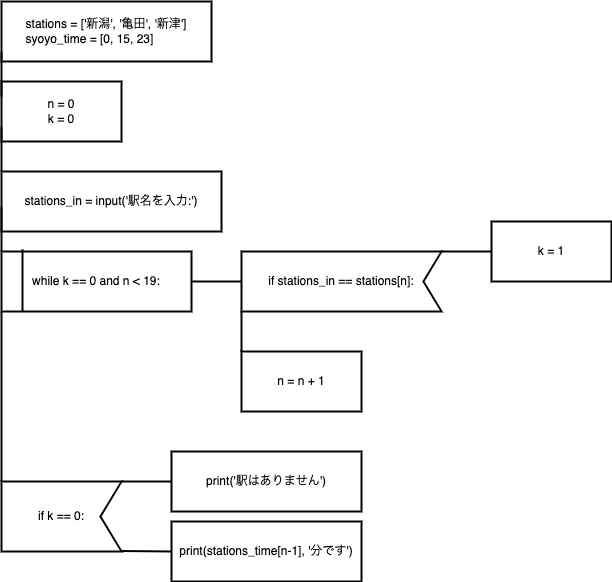 stations = ['新潟', '亀田', '新津']
syoyo_time = [0, 15, 23]
n = 0
k = 0
stations_in = input('駅名を入力:')
while k == 0 and n < 19:
if stations_in == stations[n]:
k = 1
n = n + 1
if k == 0:
print('駅はありません')
print(stations_time[n-1], '分です')